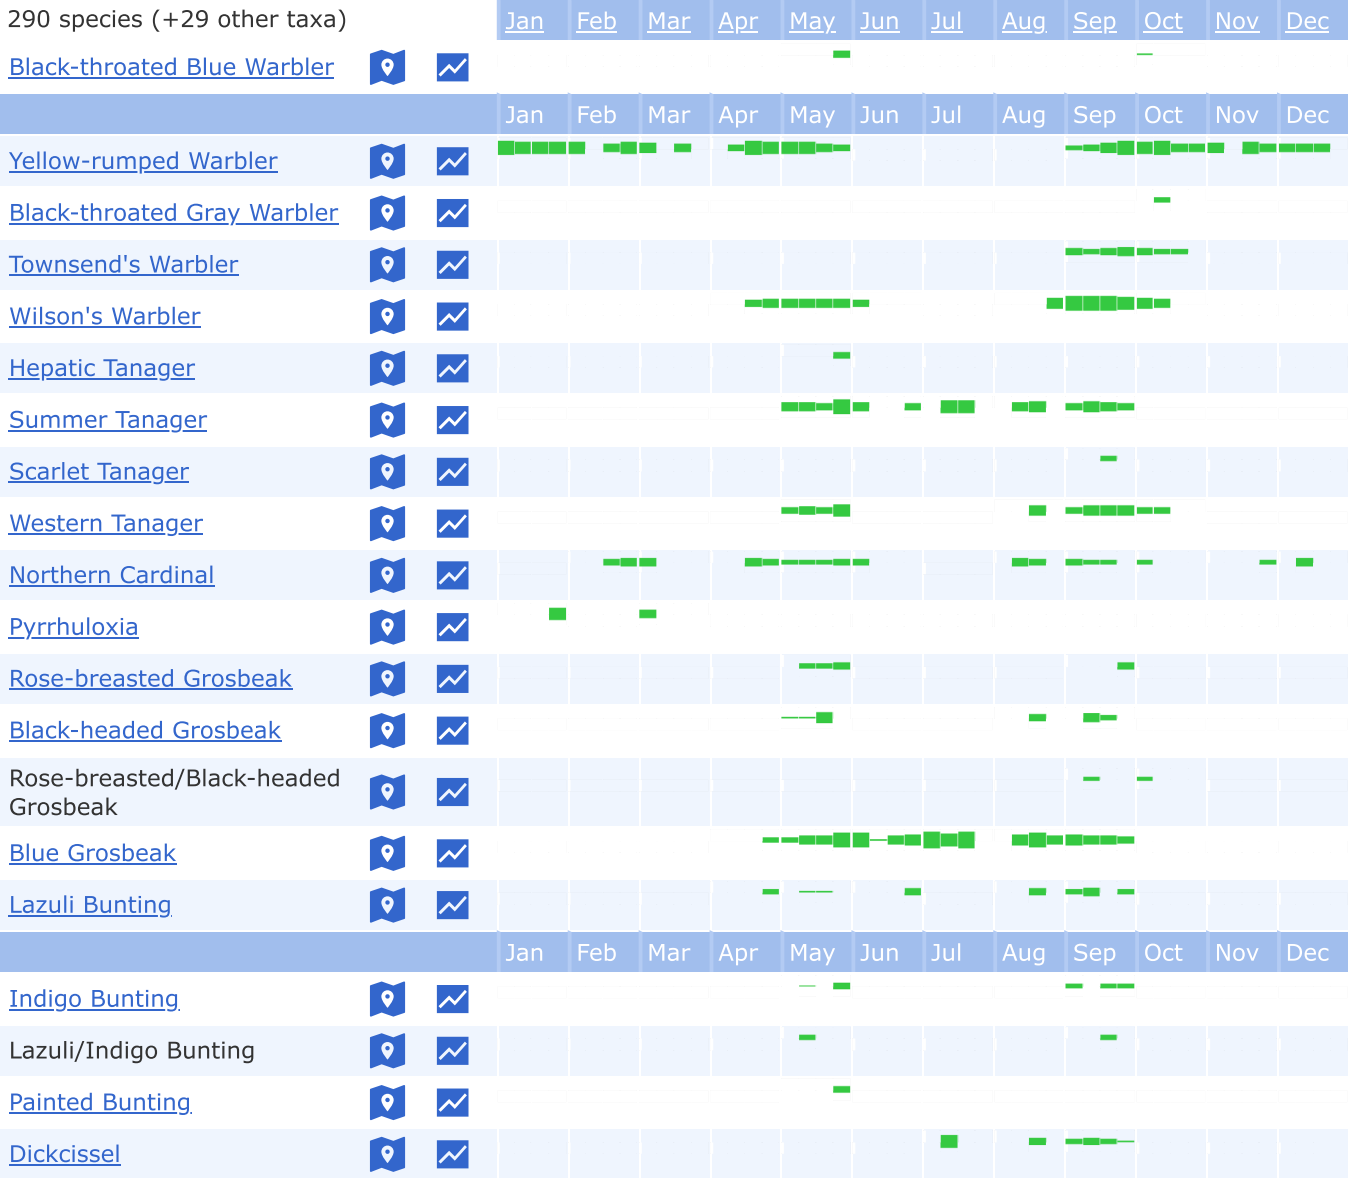 290 species (+29 other taxa) Jan Feb Mar Apr May Jun Jul Aug Sep Oct Nov Dec
Black-throated Blue Warbler
Jan Feb Mar Apr May Jun Jul Aug Sep Oct Nov Dec
Yellow-rumped Warbler
Black-throated Gray Warbler
Townsend's Warbler
Wilson's Warbler
Hepatic Tanager
Summer Tanager
Scarlet Tanager
Western Tanager
Northern Cardinal
Pyrrhuloxia
Rose-breasted Grosbeak
Black-headed Grosbeak
Rose-breasted/Black-headed
Grosbeak
Blue Grosbeak
Lazuli Bunting
Jan Feb Mar Apr May Jun Jul Aug Sep Oct Nov Dec
Indigo Bunting
Lazuli/Indigo Bunting
Painted Bunting
Dickcissel